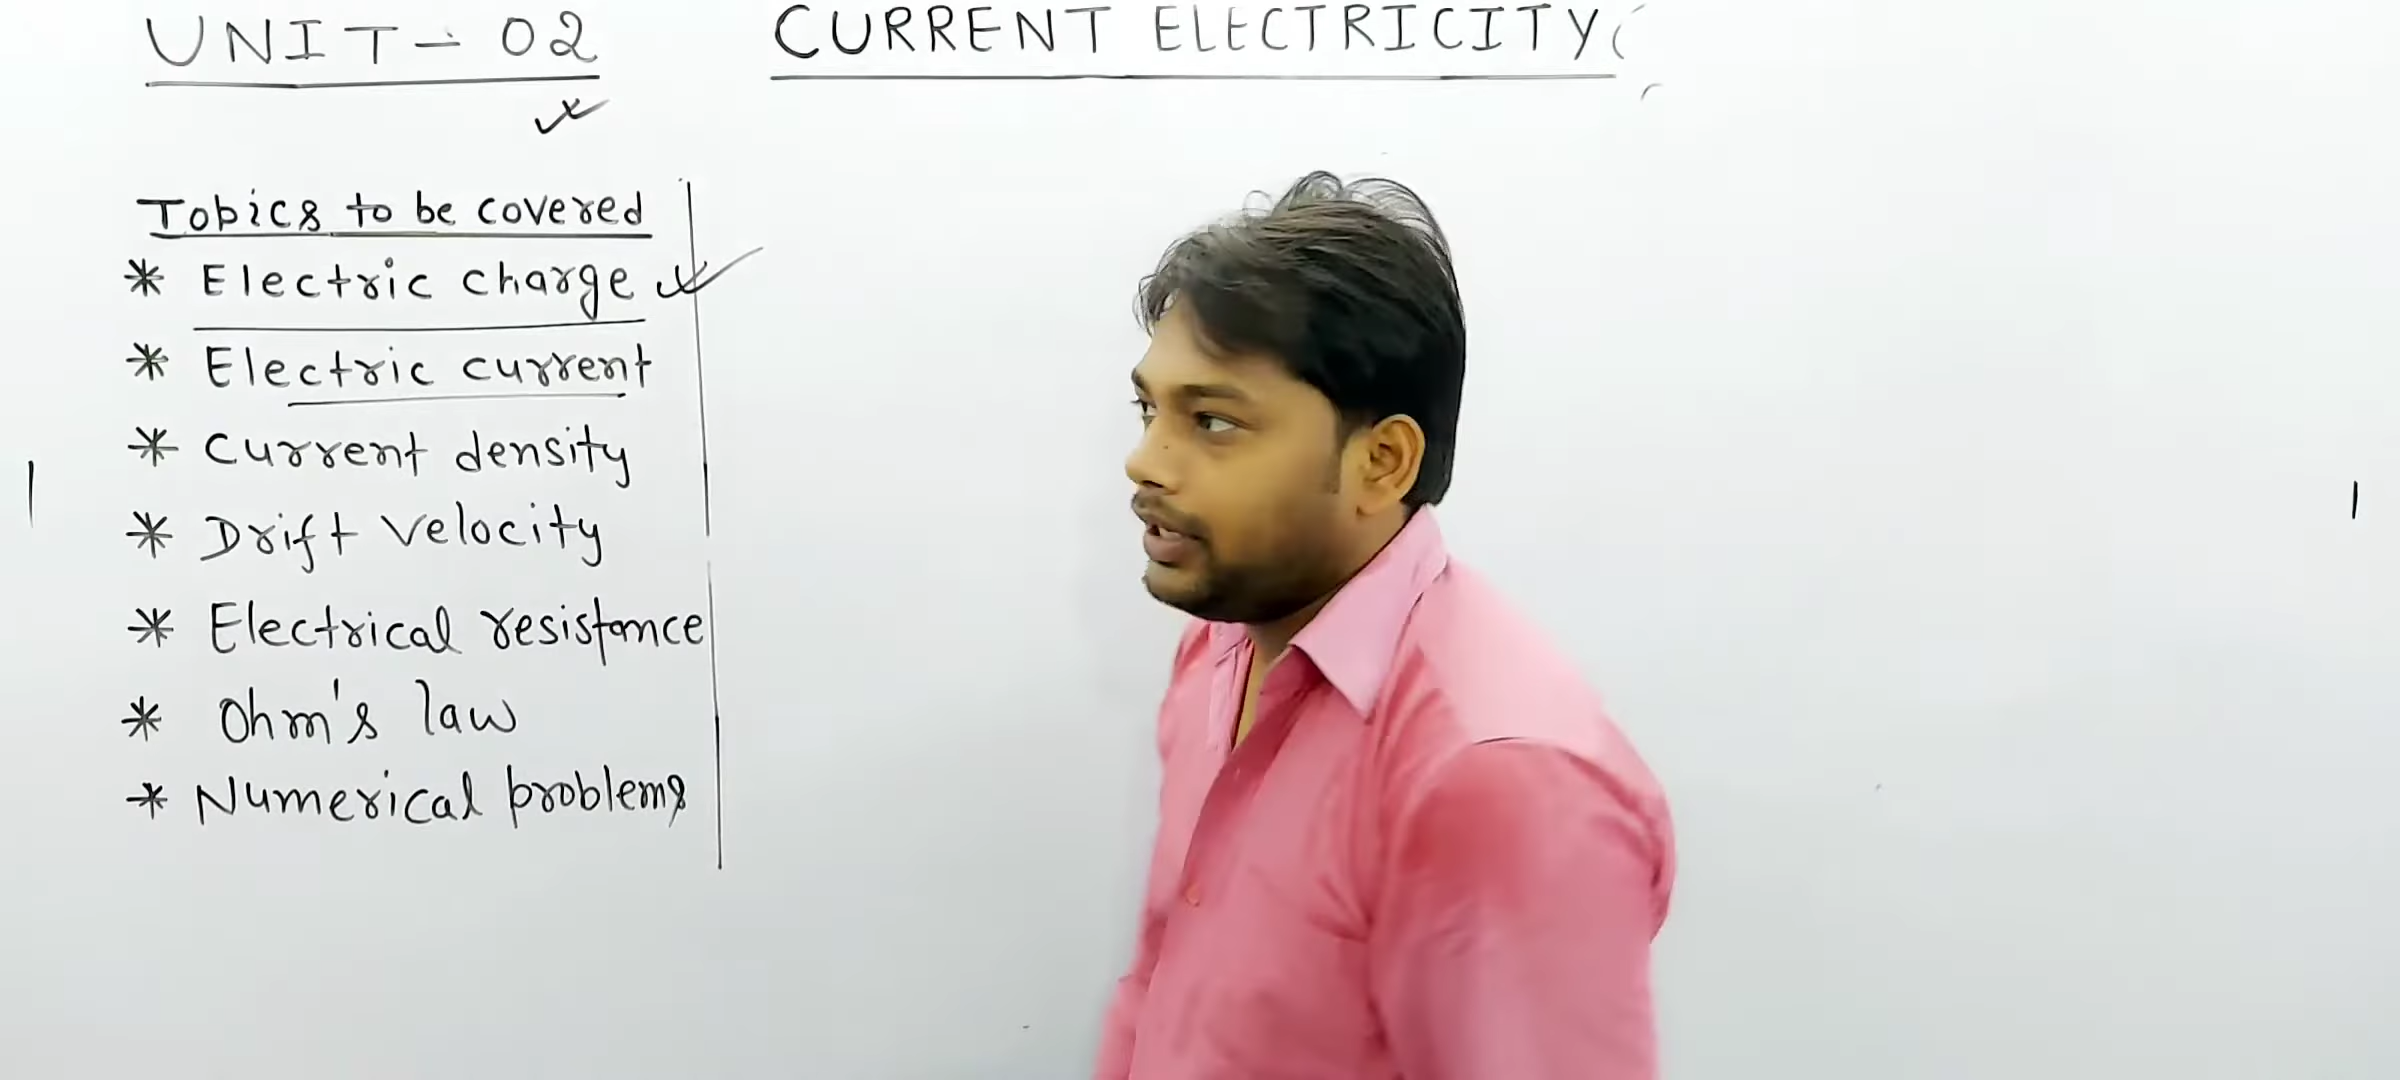 UNIT - 02
CURRENT ELECTRICITY
Topics to be covered
* Electric charge
* Electric current
* Current density
* Drift velocity
* Electrical resistance
* Ohm's law
* Numerical problems